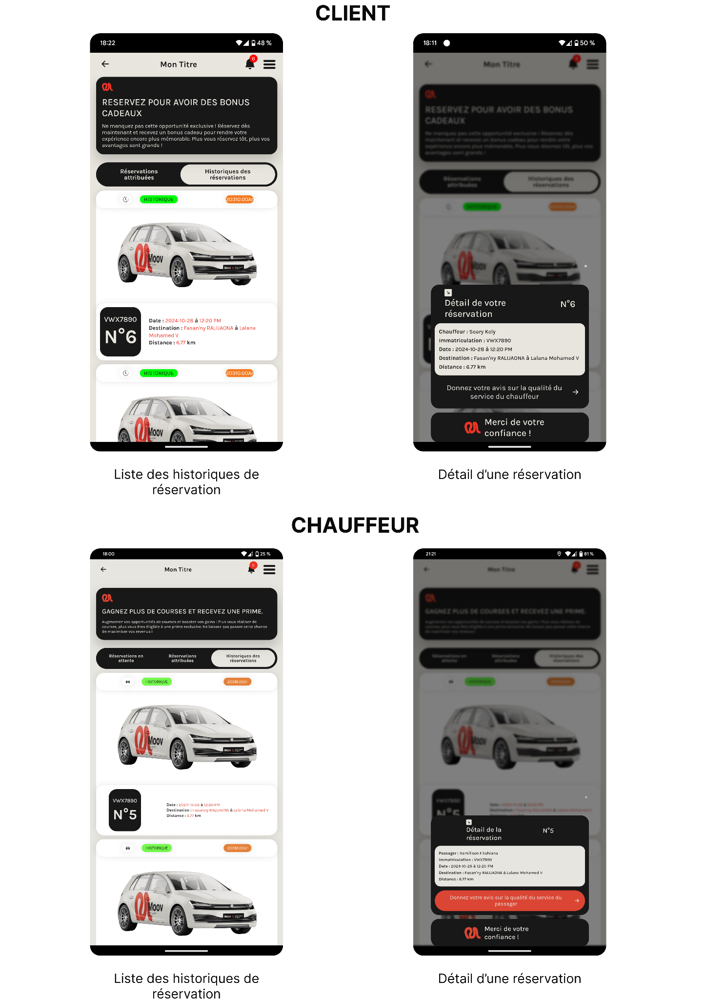 CLIENT
18:22
48 %
Mon Titre
6
RESERVEZ POUR AVOIR DES BONUS
CADEAUX
Ne manquez pas cette opportunité exclusive ! Réservez dès
maintenant et recevez un bonus cadeau pour rendre votre
expérience encore plus mémorable. Plus vous réservez tôt, plus vos
avantages sont grands !
Réservations
attribuées
Historiques des
réservations
HISTORIQUE
20310.00Ar
Moov
Moov
VWX7890
N°6
Date : 2024-10-28 à 12:20 PM
Destination : Fasan'ny RALIJAONA à Lalana
Mohamed V
Distance : 6.77 km
HISTORIQUE
20310.00Ar
Moov
Moov
Liste des historiques de
réservation
18:11
50 %
Mon Titre
RESERVEZ POUR AVOIR DES BONUS
CADEAUX
Ne manquez pas cette opportunité exclusive ! Réservez dès
maintenant et recevez un bonus cadeau pour rendre votre
expérience encore plus mémorable. Plus vous réservez tôt, plus vos
avantages sont grands !
Réservations
attribuées
Historiques des
réservations
HISTORIQUE
Moov
Détail de votre
réservation
N°6
Chauffeur : Soary Kely
Immatriculation : VWX7890
Date : 2024-10-28 à 12:20 PM
Destination : Fasan'ny RALIJAONA à Lalana Mohamed V
Distance : 6.77 km
Donnez votre avis sur la qualité du
service du chauffeur
Merci de votre
confiance !
Détail d'une réservation
CHAUFFEUR
18:00
25 %
Mon Titre
11
GAGNEZ PLUS DE COURSES ET RECEVEZ UNE PRIME.
Augmentez vos opportunités de courses et boostez vos gains ! Plus vous réalisez de
courses, plus vous êtes éligible à une prime exclusive. Ne laissez pas passer cette chance
de maximiser vos revenus !
Réservations en
attente
Réservations
attribuées
Historiques des
réservations
HISTORIQUE
20310.00Ar
Moov
Moov
VWX7890
N°5
Date : 2024-10-28 à 12:20 PM
Destination : Fasan'ny RALIJAONA à Lalana Mohamed V
Distance : 6.77 km
HISTORIQUE
20310.00Ar
Moov
Moov
Liste des historiques de
réservation
21:21
81 %
Mon Titre
GAGNEZ PLUS DE COURSES ET RECEVEZ UNE PRIME.
Réservations en
attente
Réservations
attribuées
Historiques des
réservations
HISTORIQUE
Moov
VWX7890
N°5
Détail de la
réservation
N°5
Passager : Ramilison Fitahiana
Immatriculation : VWX7890
Date : 2024-10-28 à 12:20 PM
Destination : Fasan'ny RALIJAONA à Lalana Mohamed V
Distance : 6.77 km
Donnez votre avis sur la qualité du service du
passager
Merci de votre
confiance !
Détail d'une réservation